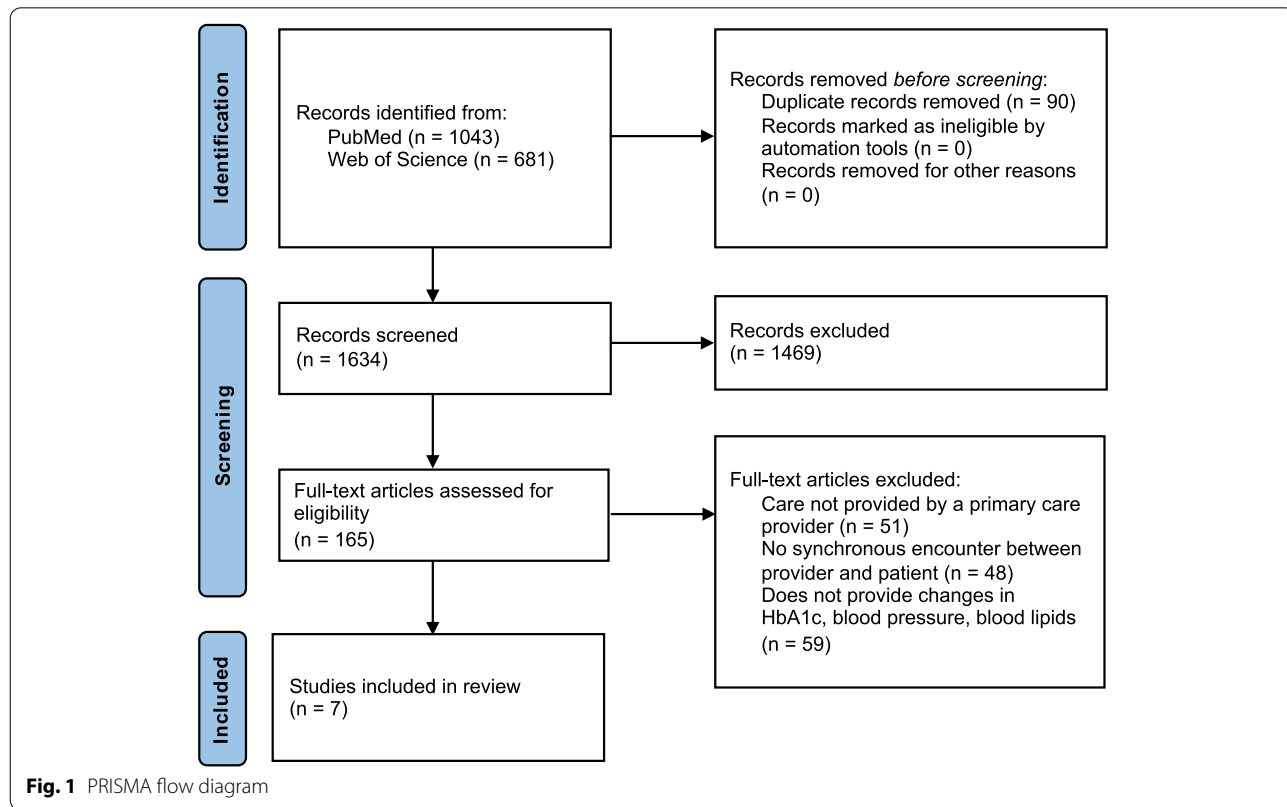 Identification
Records identified from:
PubMed (n = 1043)
Web of Science (n = 681)
Records removed before screening:
Duplicate records removed (n = 90)
Records marked as ineligible by
automation tools (n = 0)
Records removed for other reasons
(n = 0)
Screening
Records screened
(n = 1634)
Records excluded
(n = 1469)
Full-text articles assessed for
eligibility
(n = 165)
Full-text articles excluded:
Care not provided by a primary care
provider (n = 51)
No synchronous encounter between
provider and patient (n = 48)
Does not provide changes in
HbA1c, blood pressure, blood lipids
(n = 59)
Included
Studies included in review
(n = 7)
Fig. 1 PRISMA flow diagram